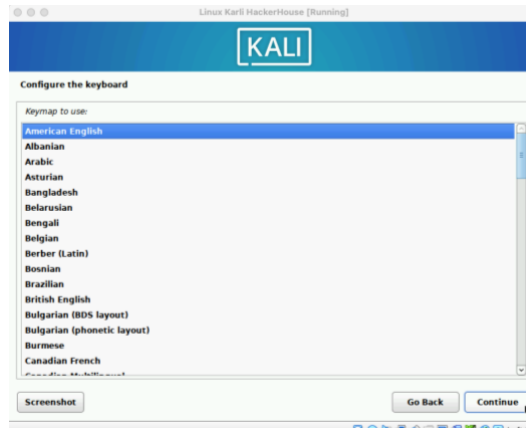 Linux Karli HackerHouse [Running]
KALI
Configure the keyboard
Keymap to use:
American English
Albanian
Arabic
Asturian
Bangladesh
Belarusian
Bengali
Belgian
Berber (Latin)
Bosnian
Brazilian
British English
Bulgarian (BDS layout)
Bulgarian (phonetic layout)
Burmese
Canadian French
Canadian Multilingual
Screenshot
Go Back
Continue